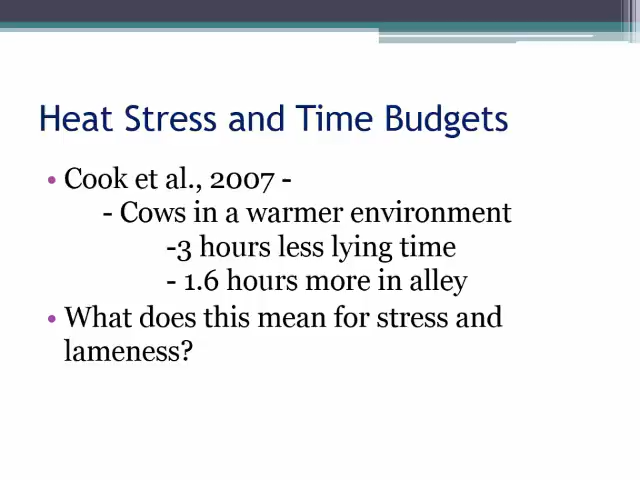 Heat Stress and Time Budgets
• Cook et al., 2007 -
- Cows in a warmer environment
-3 hours less lying time
- 1.6 hours more in alley
• What does this mean for stress and
lameness?